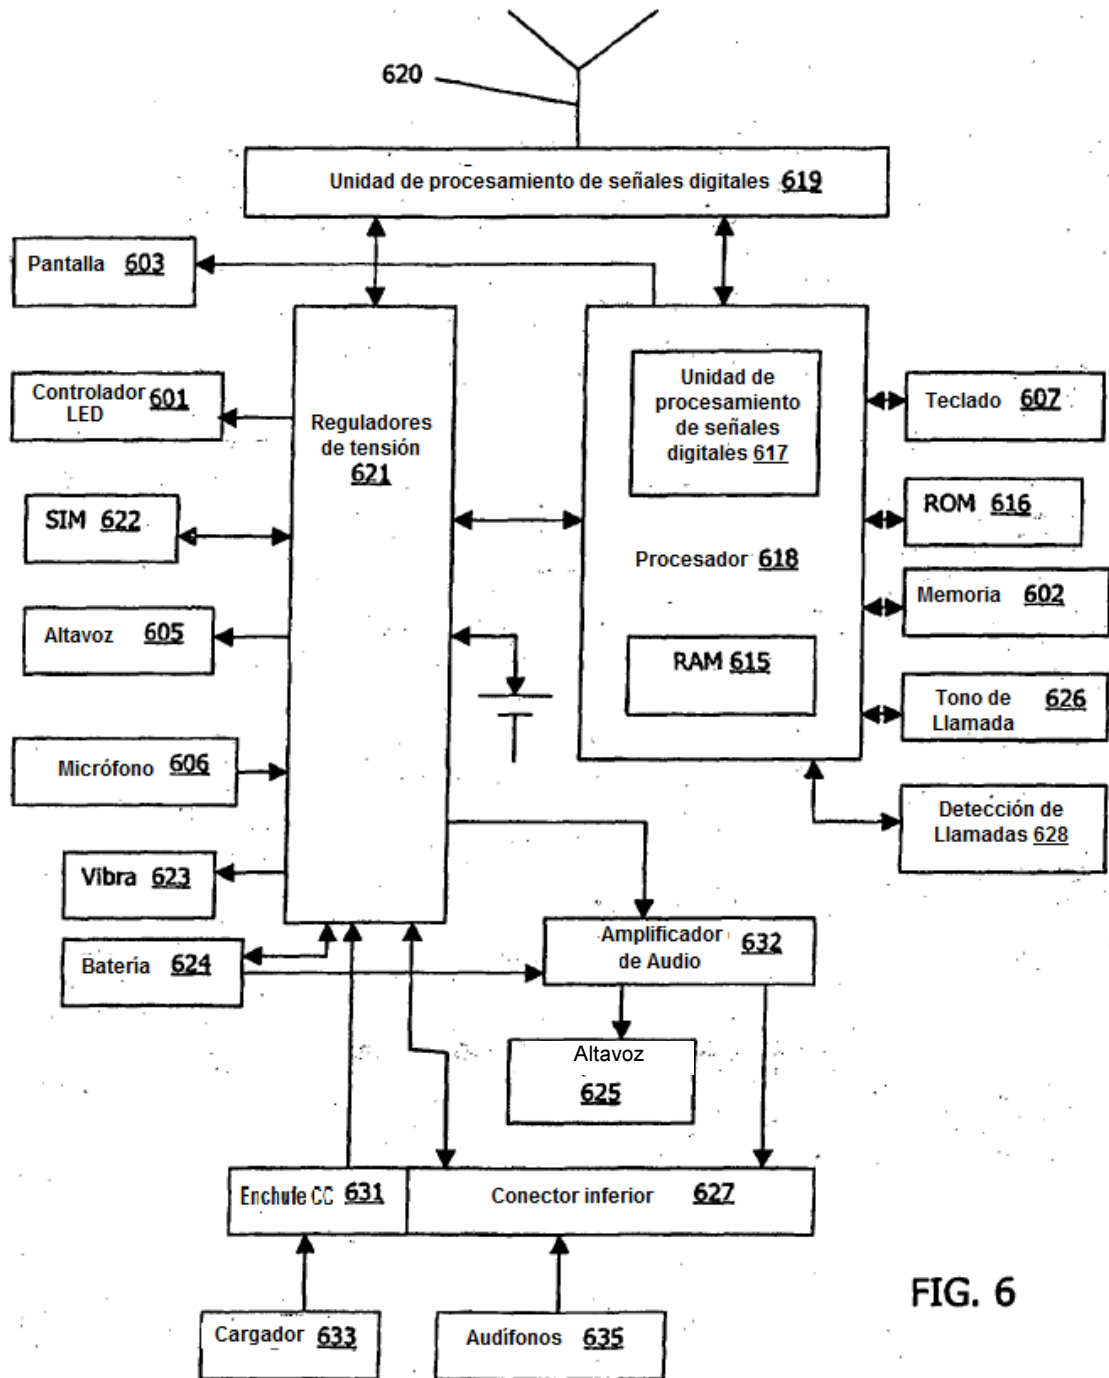 620
Unidad de procesamiento de señales digitales 619
Pantalla 603
Controlador 601
LED
Reguladores
de tensión
621
Unidad de
procesamiento
de señales
digitales 617
Teclado 607
SIM 622
ROM 616
Procesador 618
Memoria 602
Altavoz 605
RAM 615
Tono de 626
Llamada
Micrófono 606
Detección de
Llamadas 628
Vibra 623
Amplificador 632
de Audio
Batería 624
Altavoz
625
Enchufe CC 631
Conector inferior 627
FIG. 6
Cargador 633
Audífonos 635